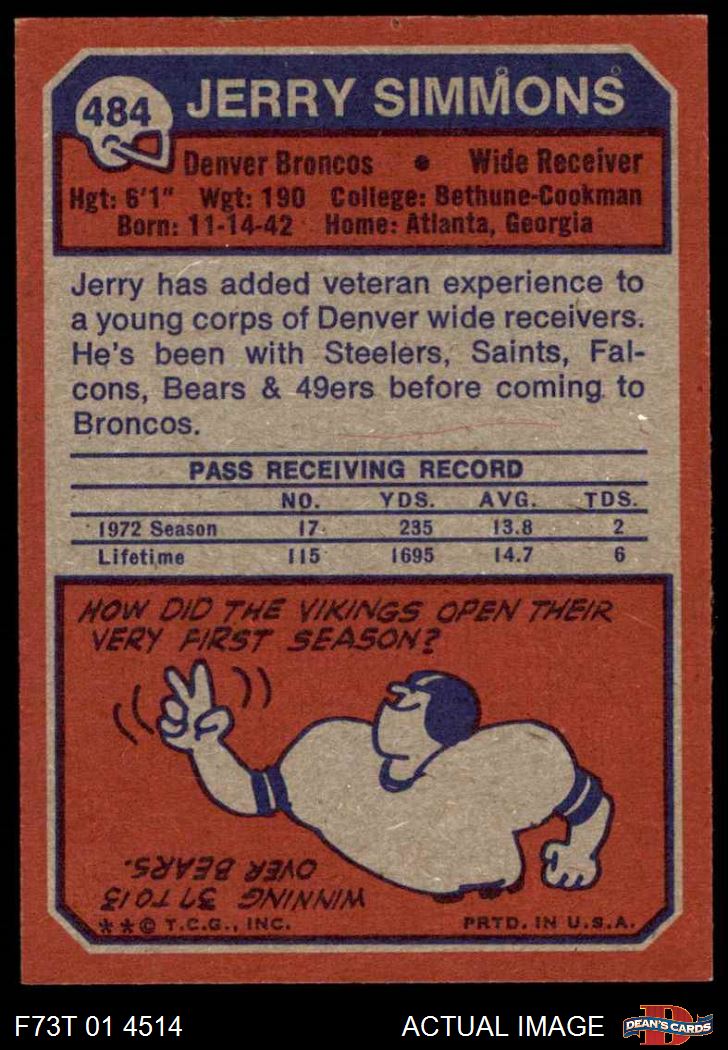 484
JERRY SIMMONS
Denver Broncos • Wide Receiver
Hgt: 6'1" Wgt: 190 College: Bethune-Cookman
Born: 11-14-42 Home: Atlanta, Georgia
Jerry has added veteran experience to
a young corps of Denver wide receivers.
He's been with Steelers, Saints, Fal-
cons, Bears & 49ers before coming to
Broncos.
PASS RECEIVING RECORD
NO. YDS. AVG. TDS.
1972 Season 17 235 13.8 2
Lifetime 115 1695 14.7 6
HOW DID THE VIKINGS OPEN THEIR
VERY FIRST SEASON?
WINNING 37 TO 13
OVER BEARS.
**© T.C.G., INC. PRTD. IN U.S.A.
F73T 01 4514 ACTUAL IMAGE
D
DEAN'S CARDS